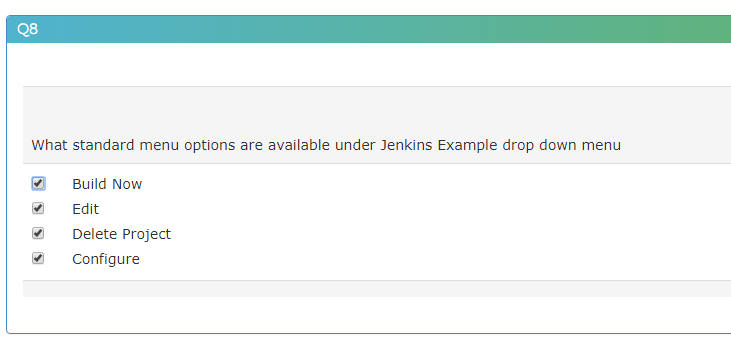 Q8
What standard menu options are available under Jenkins Example drop down menu
Build Now
Edit
Delete Project
Configure